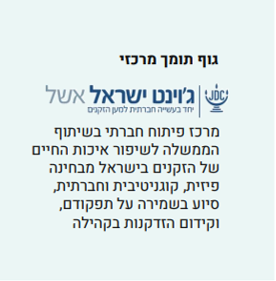 גוף תומך מרכזי
JDC
ג'וינט ישראל אשל
יחד בעשייה חברתית למען הזקנים
מרכז פיתוח חברתי בשיתוף
הממשלה לשיפור איכות החיים
של הזקנים בישראל מבחינה
פיזית, קוגניטיבית וחברתית,
סיוע בשמירה על תפקודם,
וקידום הזדקנות בקהילה